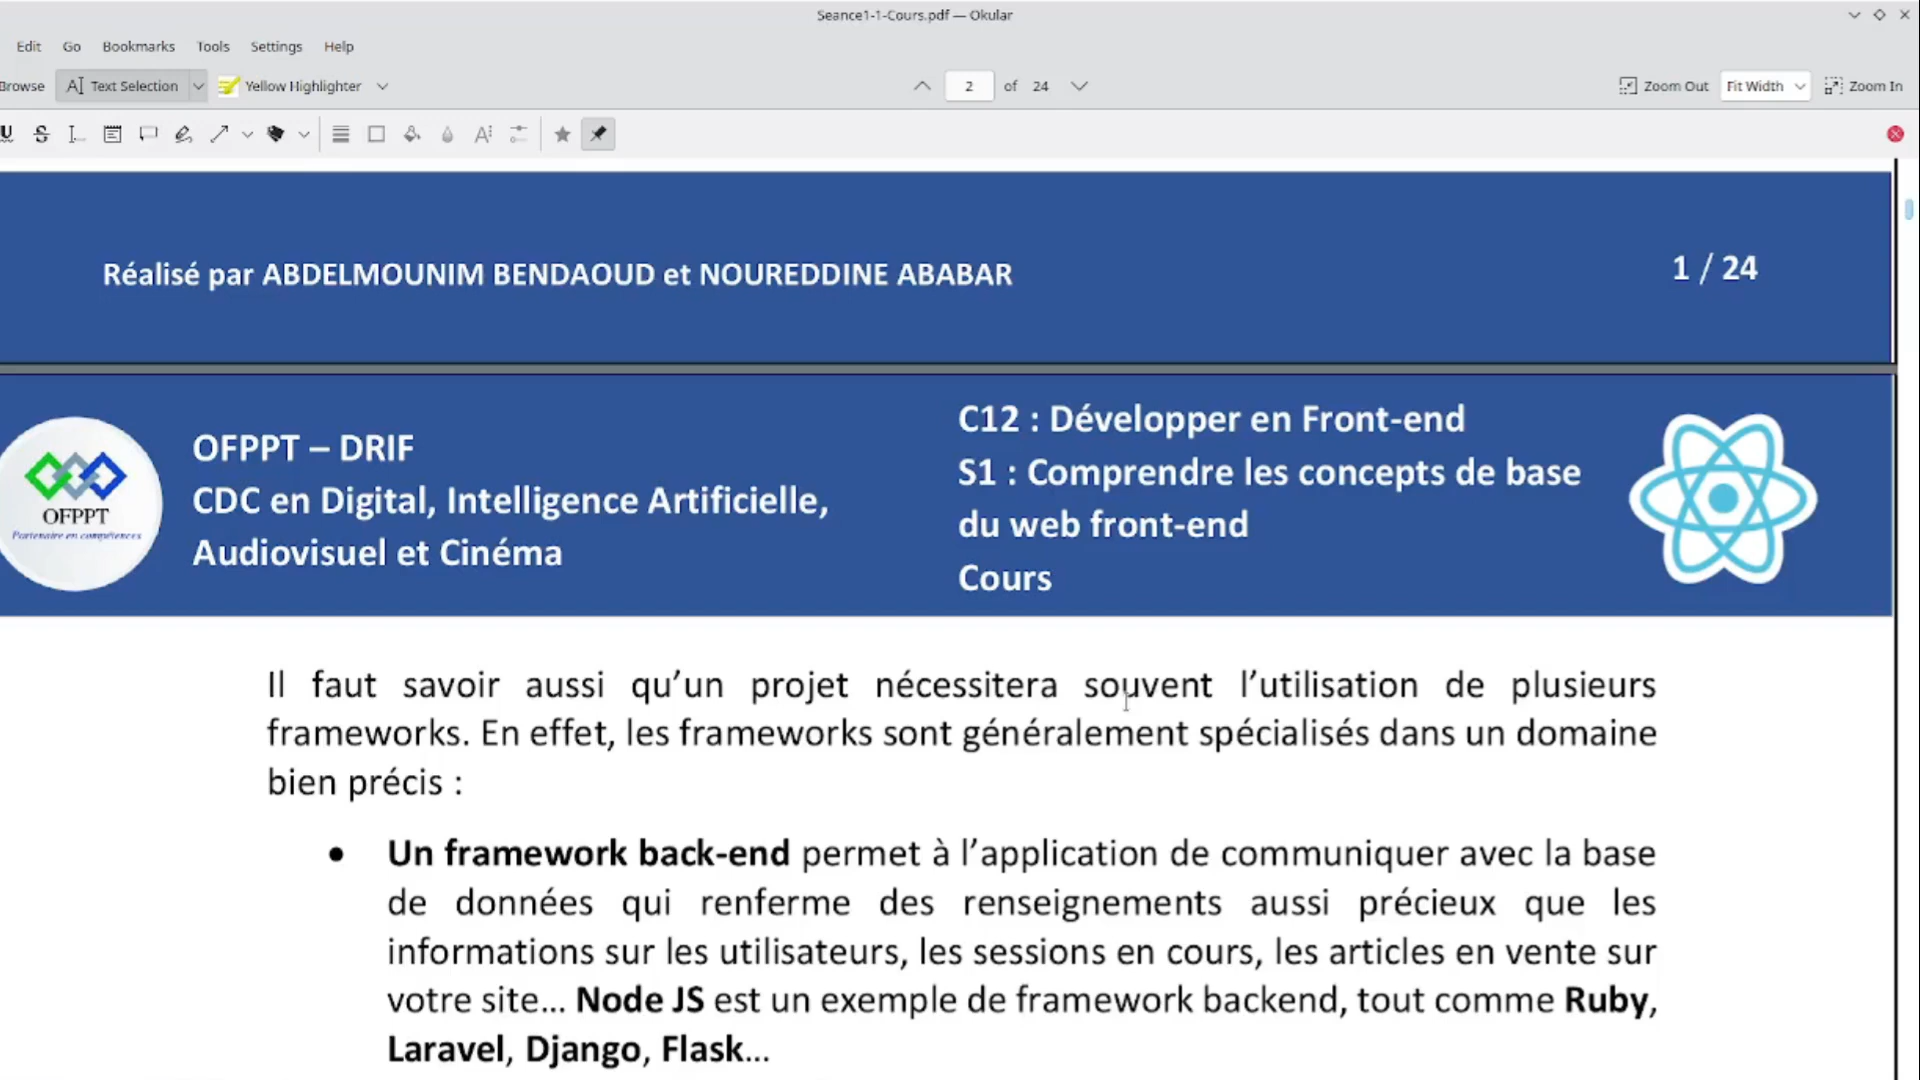 Seance1-1-Cours.pdf — Okular
Edit Go Bookmarks Tools Settings Help
Browse Text Selection Yellow Highlighter 2 of 24 Zoom Out Fit Width Zoom In
Réalisé par ABDELMOUNIM BENDAOUD et NOUREDDINE ABABAR
1 / 24
OFPPT
Partenaire en compétences
OFPPT – DRIF
CDC en Digital, Intelligence Artificielle,
Audiovisuel et Cinéma
C12 : Développer en Front-end
S1 : Comprendre les concepts de base
du web front-end
Cours
Il faut savoir aussi qu’un projet nécessitera souvent l’utilisation de plusieurs
frameworks. En effet, les frameworks sont généralement spécialisés dans un domaine
bien précis :
• Un framework back-end permet à l’application de communiquer avec la base
de données qui renferme des renseignements aussi précieux que les
informations sur les utilisateurs, les sessions en cours, les articles en vente sur
votre site... Node JS est un exemple de framework backend, tout comme Ruby,
Laravel, Django, Flask...